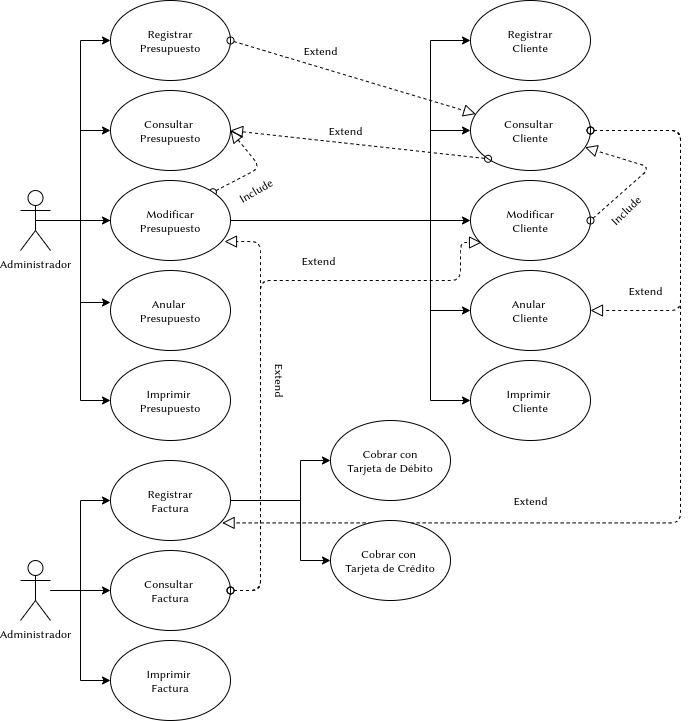 Registrar
Presupuesto
Registrar
Cliente
Extend
Consultar
Presupuesto
Extend
Consultar
Cliente
Include
Include
Modificar
Presupuesto
Modificar
Cliente
Administrador
Extend
Extend
Anular
Presupuesto
Anular
Cliente
Extend
Imprimir
Presupuesto
Imprimir
Cliente
Cobrar con
Tarjeta de Débito
Registrar
Factura
Extend
Cobrar con
Tarjeta de Crédito
Consultar
Factura
Administrador
Imprimir
Factura